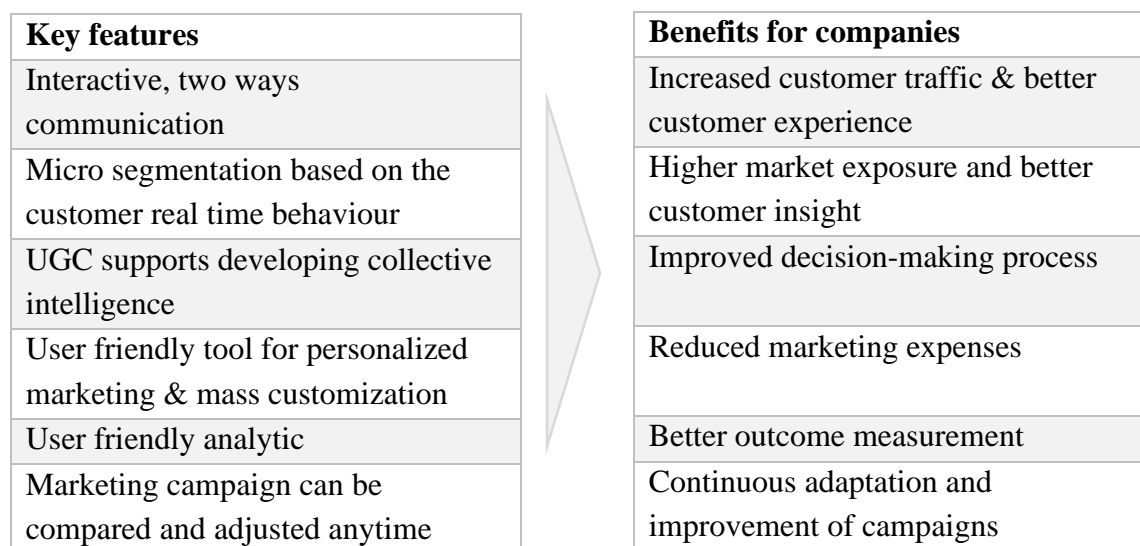 Key features
Interactive, two ways
communication
Micro segmentation based on the
customer real time behaviour
UGC supports developing collective
intelligence
User friendly tool for personalized
marketing & mass customization
User friendly analytic
Marketing campaign can be
compared and adjusted anytime
Benefits for companies
Increased customer traffic & better
customer experience
Higher market exposure and better
customer insight
Improved decision-making process
Reduced marketing expenses
Better outcome measurement
Continuous adaptation and
improvement of campaigns